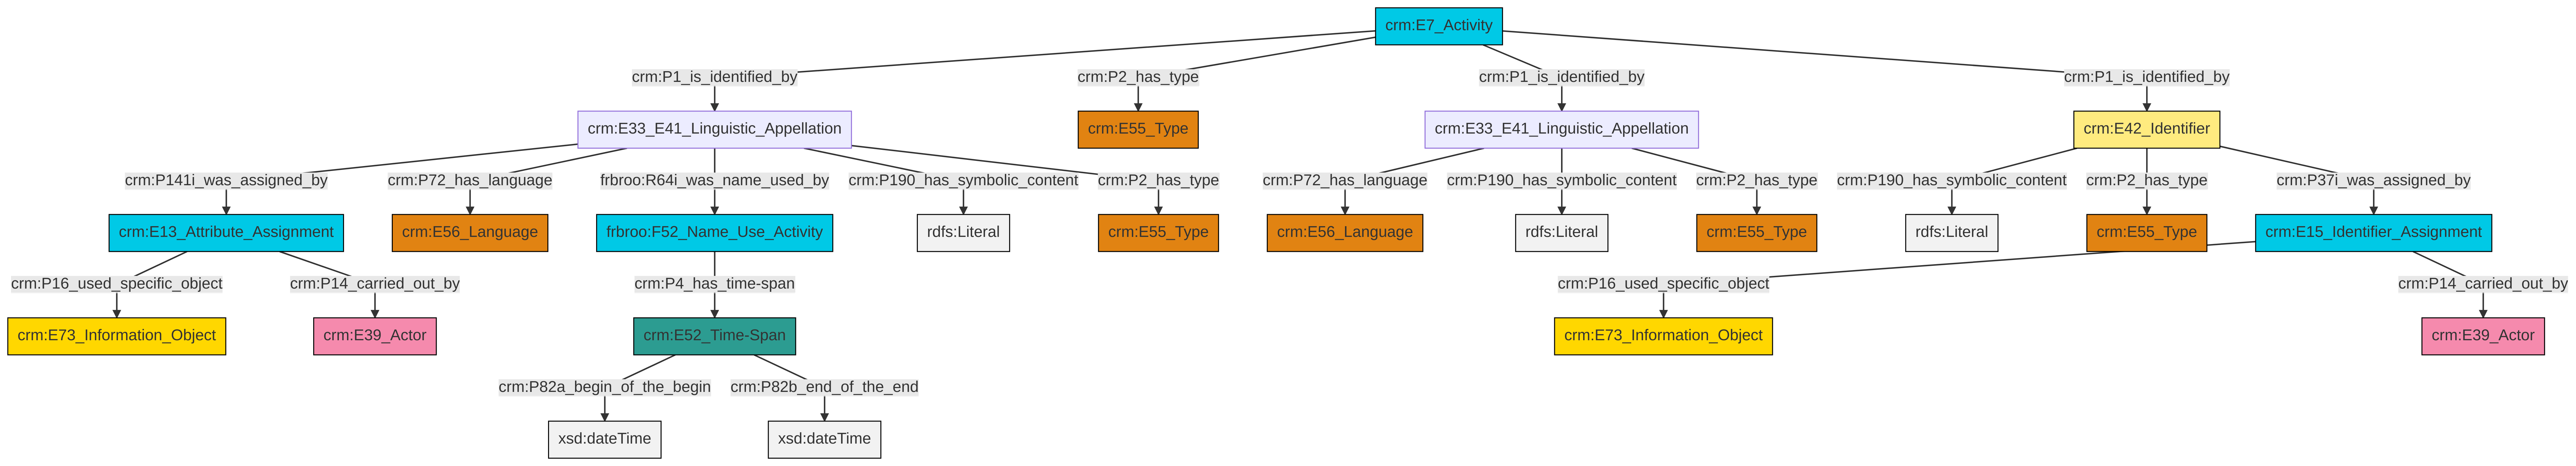 crm:E7_Activity
crm:P1_is_identified_by
crm:P2_has_type
crm:P1_is_identified_by
crm:P1_is_identified_by
crm:E33_E41_Linguistic_Appellation
crm:E55_Type
crm:E33_E41_Linguistic_Appellation
crm:E42_Identifier
crm:P141i_was_assigned_by
crm:P72_has_language
frbroo:R64i_was_name_used_by
crm:P190_has_symbolic_content
crm:P2_has_type
crm:P72_has_language
crm:P190_has_symbolic_content
crm:P2_has_type
crm:P190_has_symbolic_content
crm:P2_has_type
crm:P37i_was_assigned_by
crm:E13_Attribute_Assignment
crm:E56_Language
frbroo:F52_Name_Use_Activity
rdfs:Literal
crm:E55_Type
crm:E56_Language
rdfs:Literal
crm:E55_Type
rdfs:Literal
crm:E55_Type
crm:E15_Identifier_Assignment
crm:P16_used_specific_object
crm:P14_carried_out_by
crm:P4_has_time-span
crm:P16_used_specific_object
crm:P14_carried_out_by
crm:E73_Information_Object
crm:E39_Actor
crm:E52_Time-Span
crm:E73_Information_Object
crm:E39_Actor
crm:P82a_begin_of_the_begin
crm:P82b_end_of_the_end
xsd:dateTime
xsd:dateTime